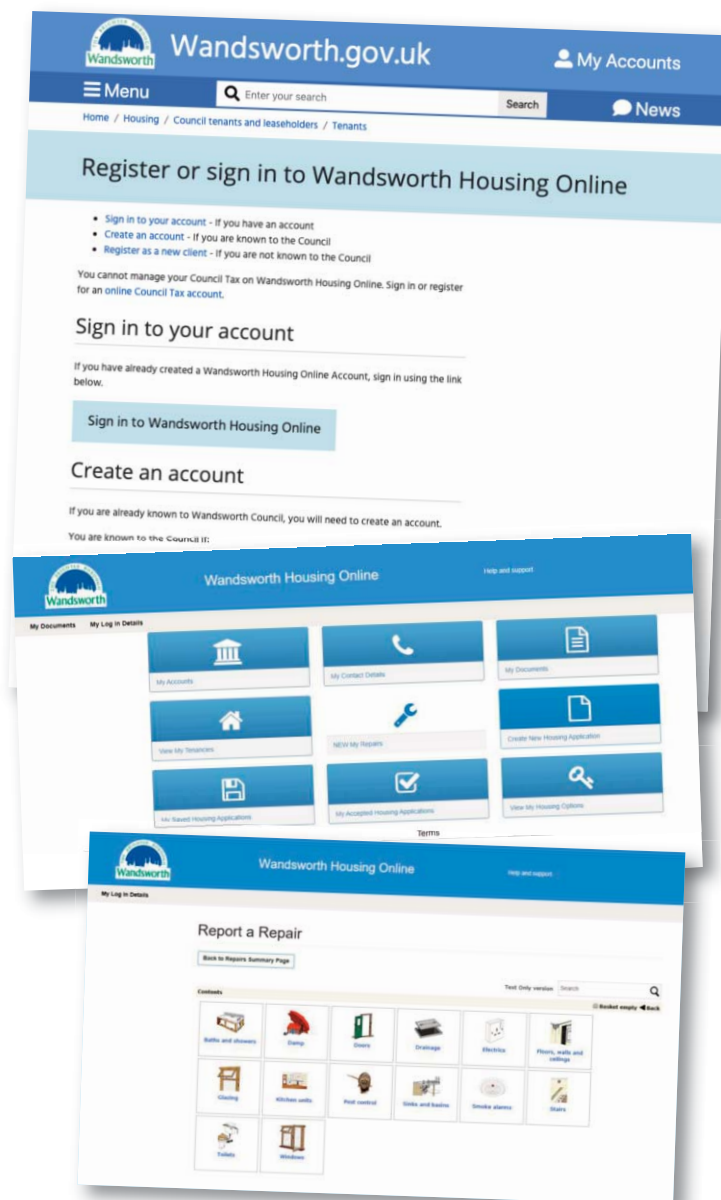 Wandsworth
Wandsworth.gov.uk
My Accounts
Menu
Enter your search
Search
News
Home / Housing / Council tenants and leaseholders / Tenants
Register or sign in to Wandsworth Housing Online
Sign in to your account - If you have an account
Create an account - If you are known to the Council
Register as a new client - If you are not known to the Council
You cannot manage your Council Tax on Wandsworth Housing Online. Sign in or register
for an online Council Tax account.
Sign in to your account
If you have already created a Wandsworth Housing Online Account, sign in using the link
below.
Sign in to Wandsworth Housing Online
Create an account
If you are already known to Wandsworth Council, you will need to create an account.
You are known to the Council if:
Wandsworth
Wandsworth Housing Online
Help and support
My Documents My Log in Details
My Accounts
My Contact Details
My Documents
View My Tenancies
NEW My Repairs
Create New Housing Application
My Saved Housing Applications
My Accepted Housing Applications
View My Housing Options
Terms
Wandsworth
Wandsworth Housing Online
Help and support
My Log in Details
Report a Repair
Back to Repairs Summary Page
Text Only version Search
Contents
Basket empty Back
Baths and showers
Damp
Doors
Drainage
Electrics
Floors, walls and
ceilings
Glazing
Kitchen units
Pest control
Sinks and basins
Smoke alarms
Stairs
Toilets
Windows